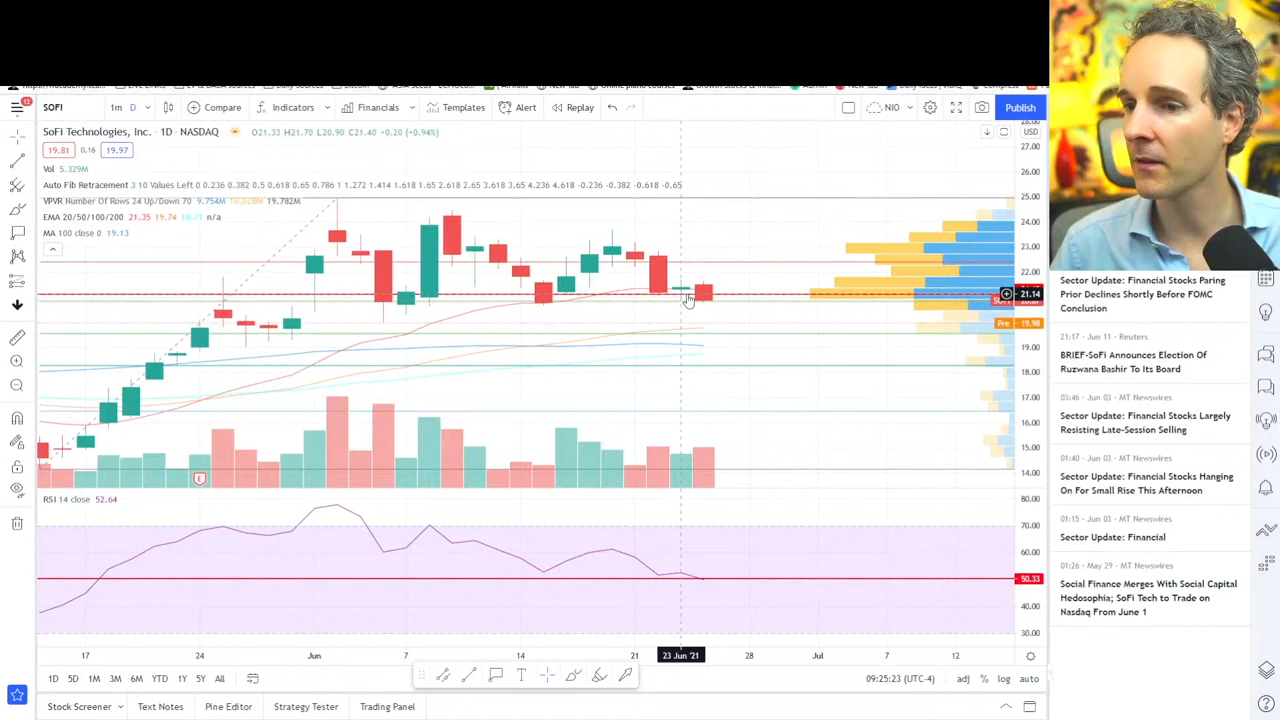 SOFI
1m D
Compare
Indicators
Financials
Templates
Alert
Replay
NIO
Publish
SoFi Technologies, Inc. · 1D · NASDAQ
O21.33 H21.70 L20.90 C21.40 +0.20 (+0.94%)
19.81 0.16 19.97
Vol 5.329M
Auto Fib Retracement 3 10 Values Left 0 0.236 0.382 0.5 0.618 0.65 0.786 1 1.272 1.414 1.618 1.65 2.618 2.65 3.618 3.65 4.236 4.618 -0.236 -0.382 -0.618 -0.65
VPVR Number Of Rows 24 Up/Down 70 9.754M 10.028M 19.782M
EMA 20/50/100/200 21.35 19.74 18.71 n/a
MA 100 close 0 19.13
USD
27.00
26.00
25.00
24.00
23.00
22.00
21.14
Pre 19.98
19.00
18.00
17.00
16.00
15.00
14.00
E
RSI 14 close 52.64
80.00
70.00
60.00
50.33
40.00
30.00
17 24 Jun 7 14 21 23 Jun '21 28 Jul 7 12
1D 5D 1M 3M 6M YTD 1Y 5Y All
09:25:23 (UTC-4)
adj % log auto
Stock Screener
Text Notes
Pine Editor
Strategy Tester
Trading Panel
Sector Update: Financial Stocks Paring
Prior Declines Shortly Before FOMC
Conclusion
21:17 · Jun 11 · Reuters
BRIEF-SoFi Announces Election Of
Ruzwana Bashir To Its Board
03:46 · Jun 03 · MT Newswires
Sector Update: Financial Stocks Largely
Resisting Late-Session Selling
01:40 · Jun 03 · MT Newswires
Sector Update: Financial Stocks Hanging
On For Small Rise This Afternoon
01:15 · Jun 03 · MT Newswires
Sector Update: Financial
01:26 · May 29 · MT Newswires
Social Finance Merges With Social Capital
Hedosophia; SoFi Tech to Trade on
Nasdaq From June 1